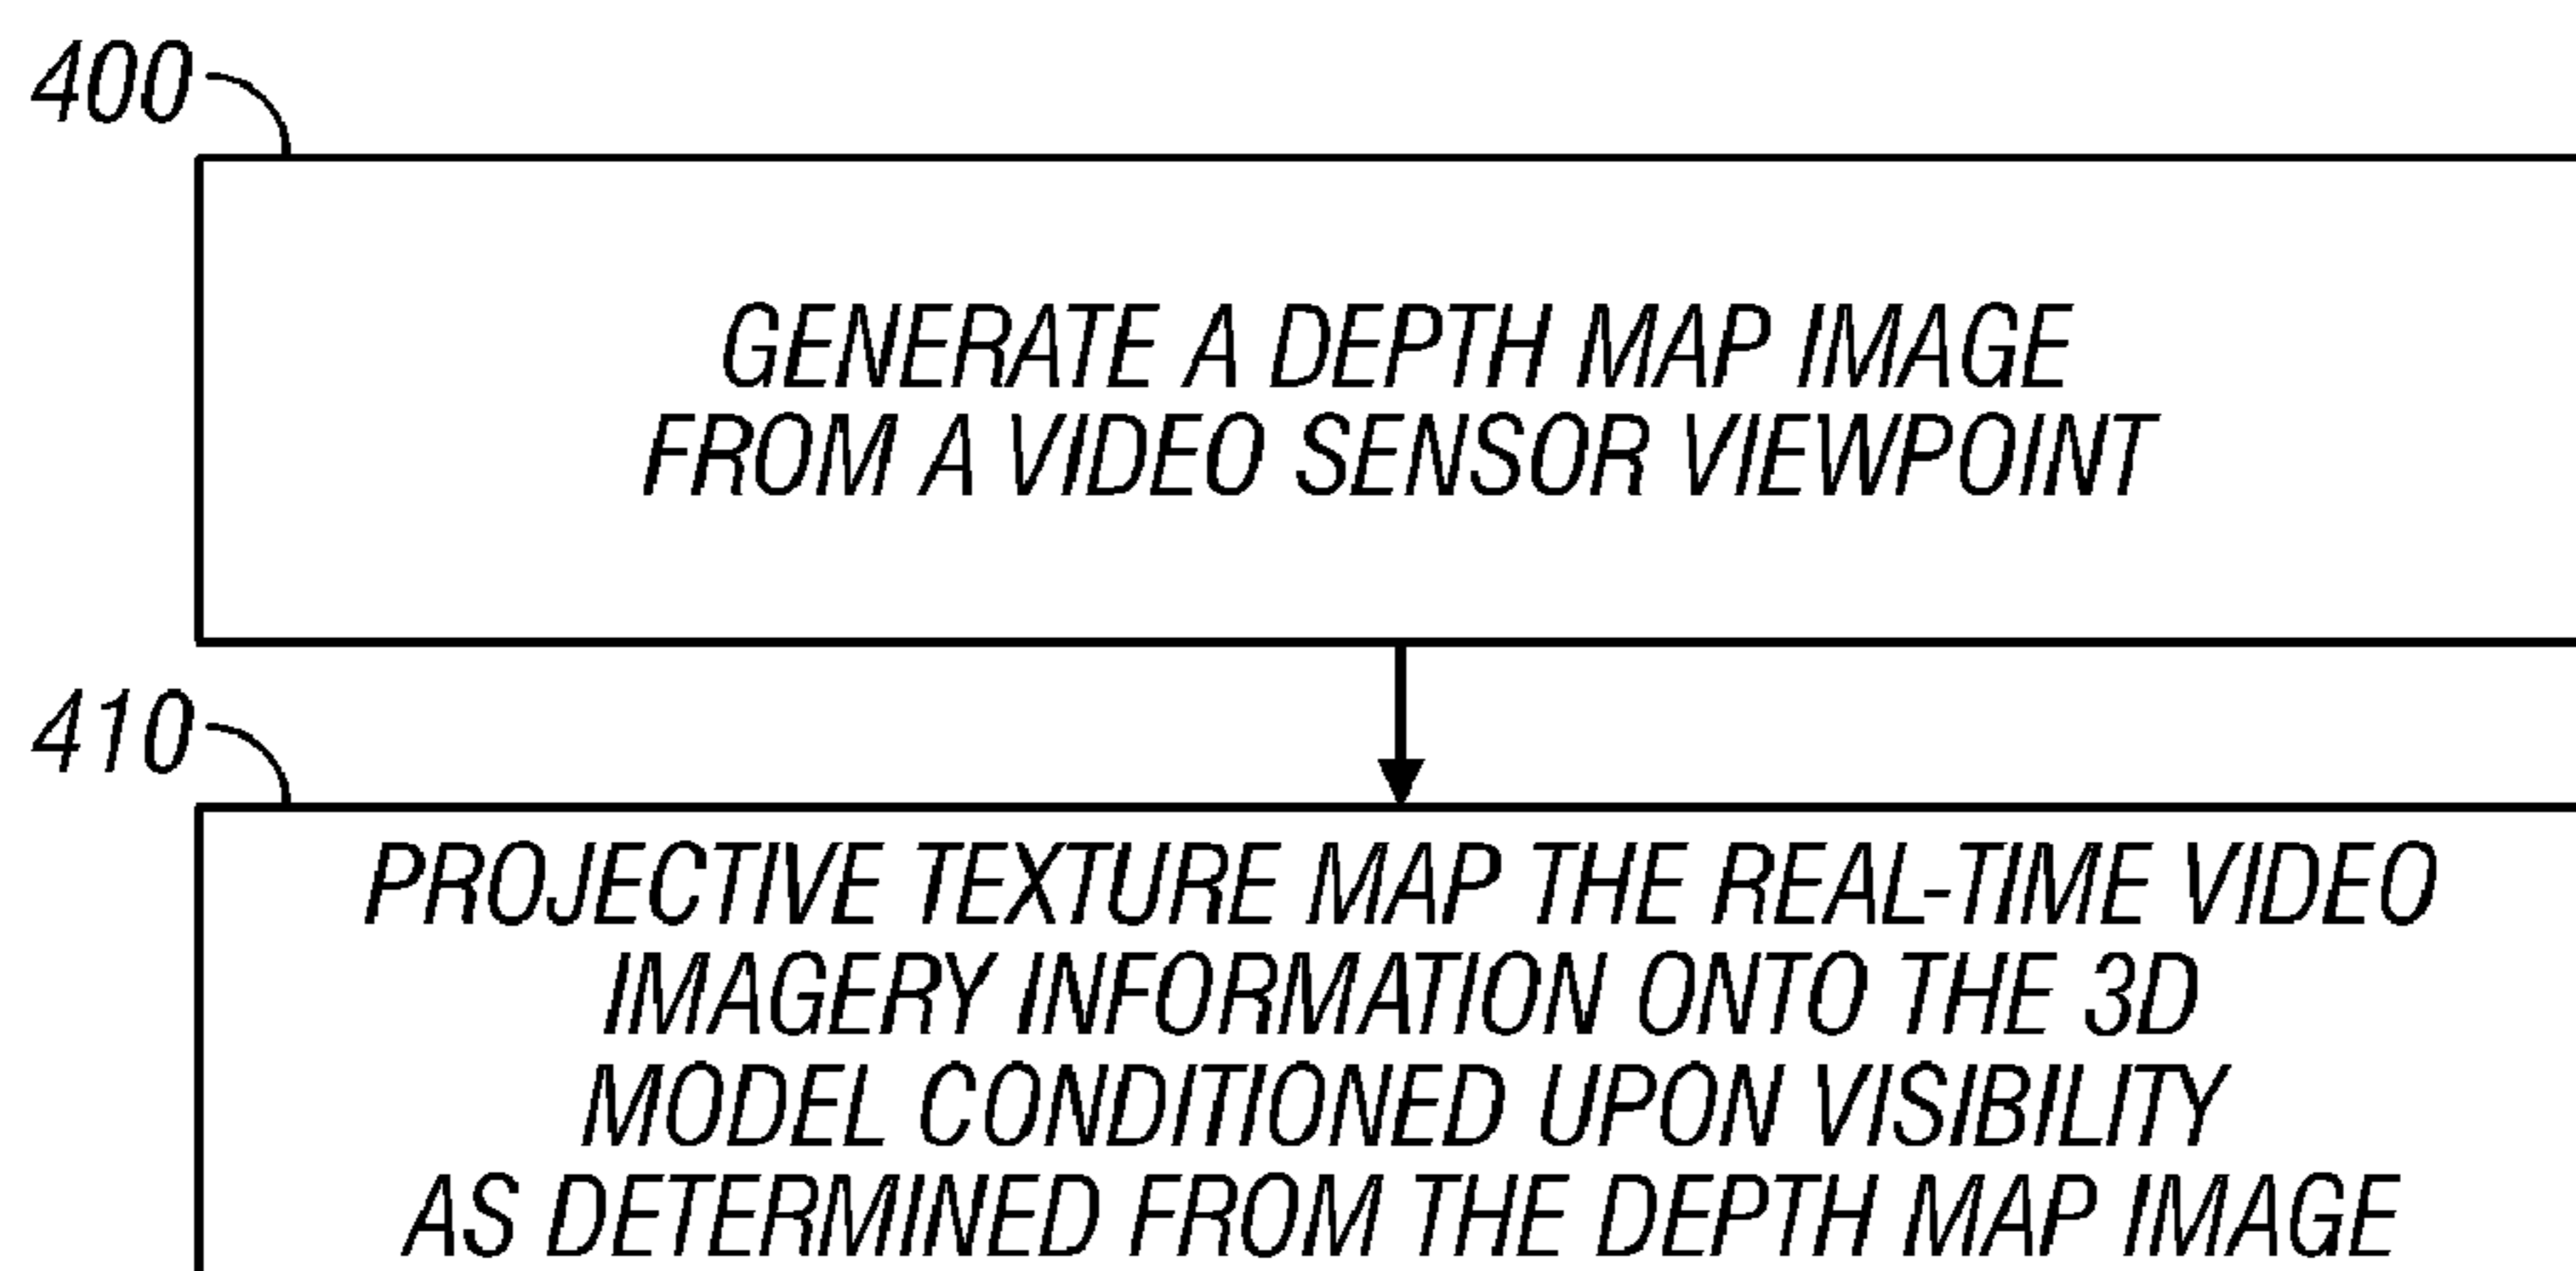 400
GENERATE A DEPTH MAP IMAGE
FROM A VIDEO SENSOR VIEWPOINT
410
PROJECTIVE TEXTURE MAP THE REAL-TIME VIDEO
IMAGERY INFORMATION ONTO THE 3D
MODEL CONDITIONED UPON VISIBILITY
AS DETERMINED FROM THE DEPTH MAP IMAGE